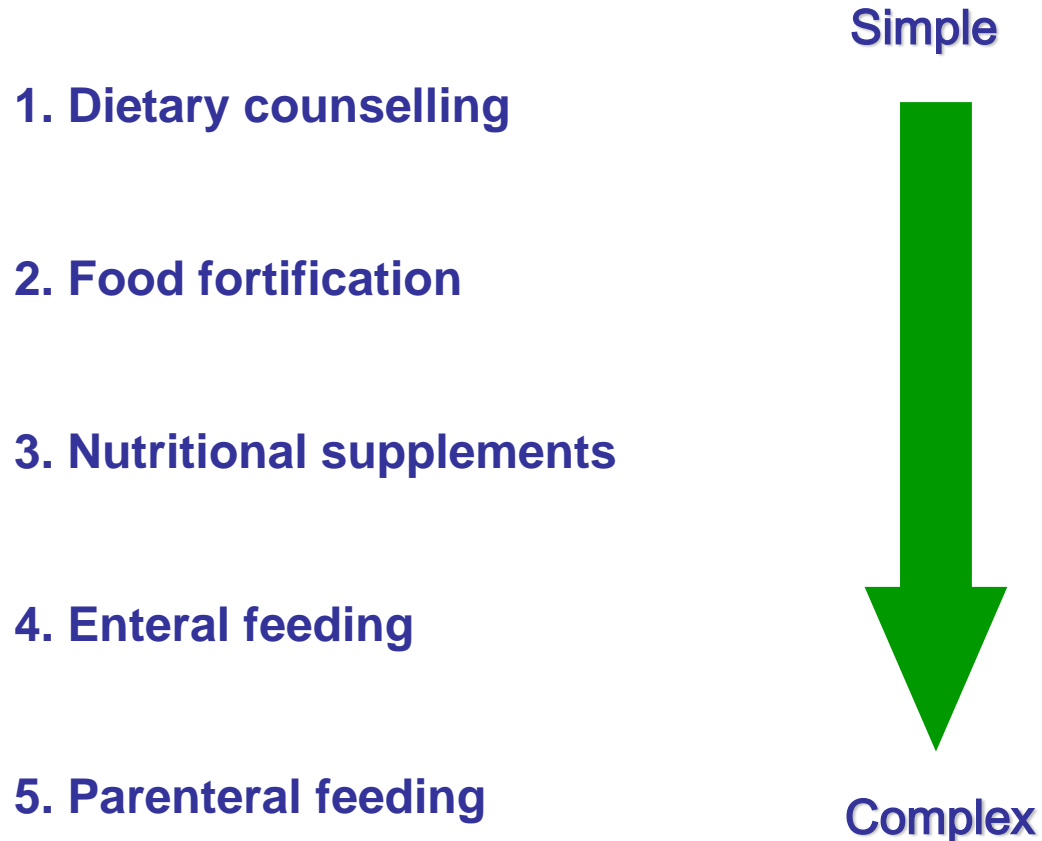 Simple
1. Dietary counselling
2. Food fortification
3. Nutritional supplements
4. Enteral feeding
5. Parenteral feeding
Complex